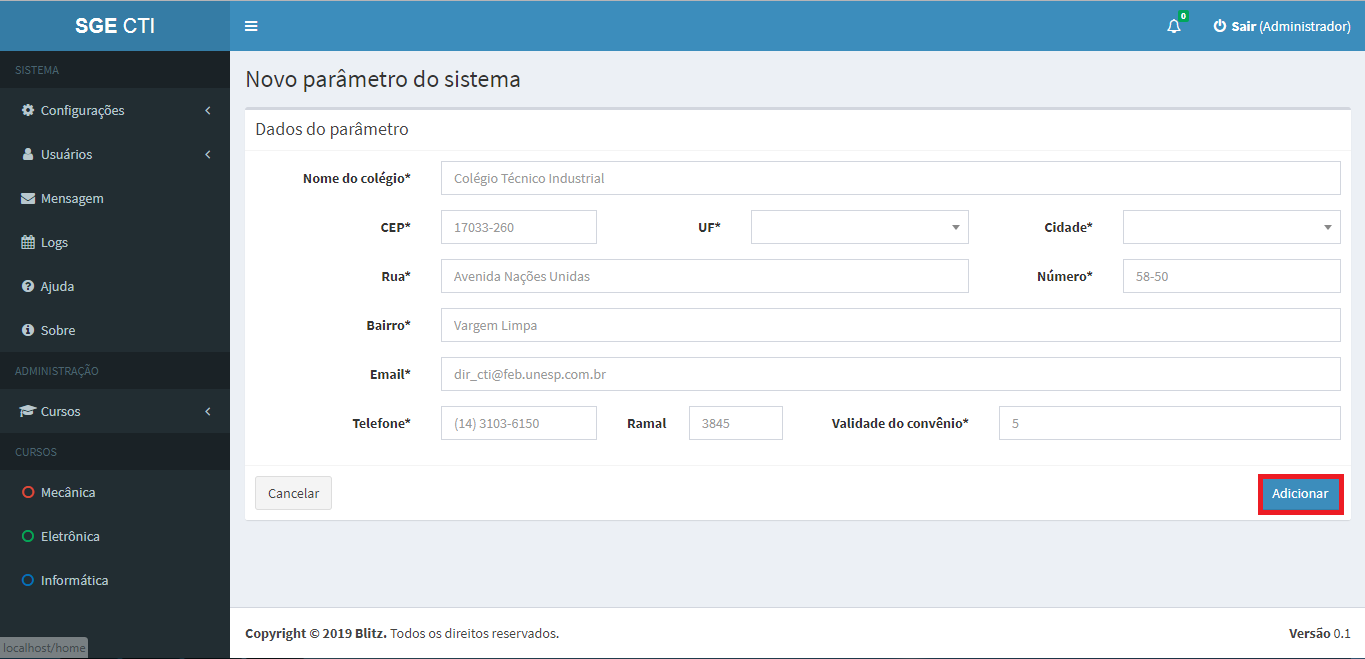 SGE CTI
0
Sair (Administrador)
SISTEMA
Configurações
Usuários
Mensagem
Logs
Ajuda
Sobre
ADMINISTRAÇÃO
Cursos
CURSOS
Mecânica
Eletrônica
Informática
localhost/home
Novo parâmetro do sistema
Dados do parâmetro
Nome do colégio* Colégio Técnico Industrial
CEP* 17033-260 UF* Cidade*
Rua* Avenida Nações Unidas Número* 58-50
Bairro* Vargem Limpa
Email* dir_cti@feb.unesp.com.br
Telefone* (14) 3103-6150 Ramal 3845 Validade do convênio* 5
Cancelar Adicionar
Copyright © 2019 Blitz. Todos os direitos reservados. Versão 0.1